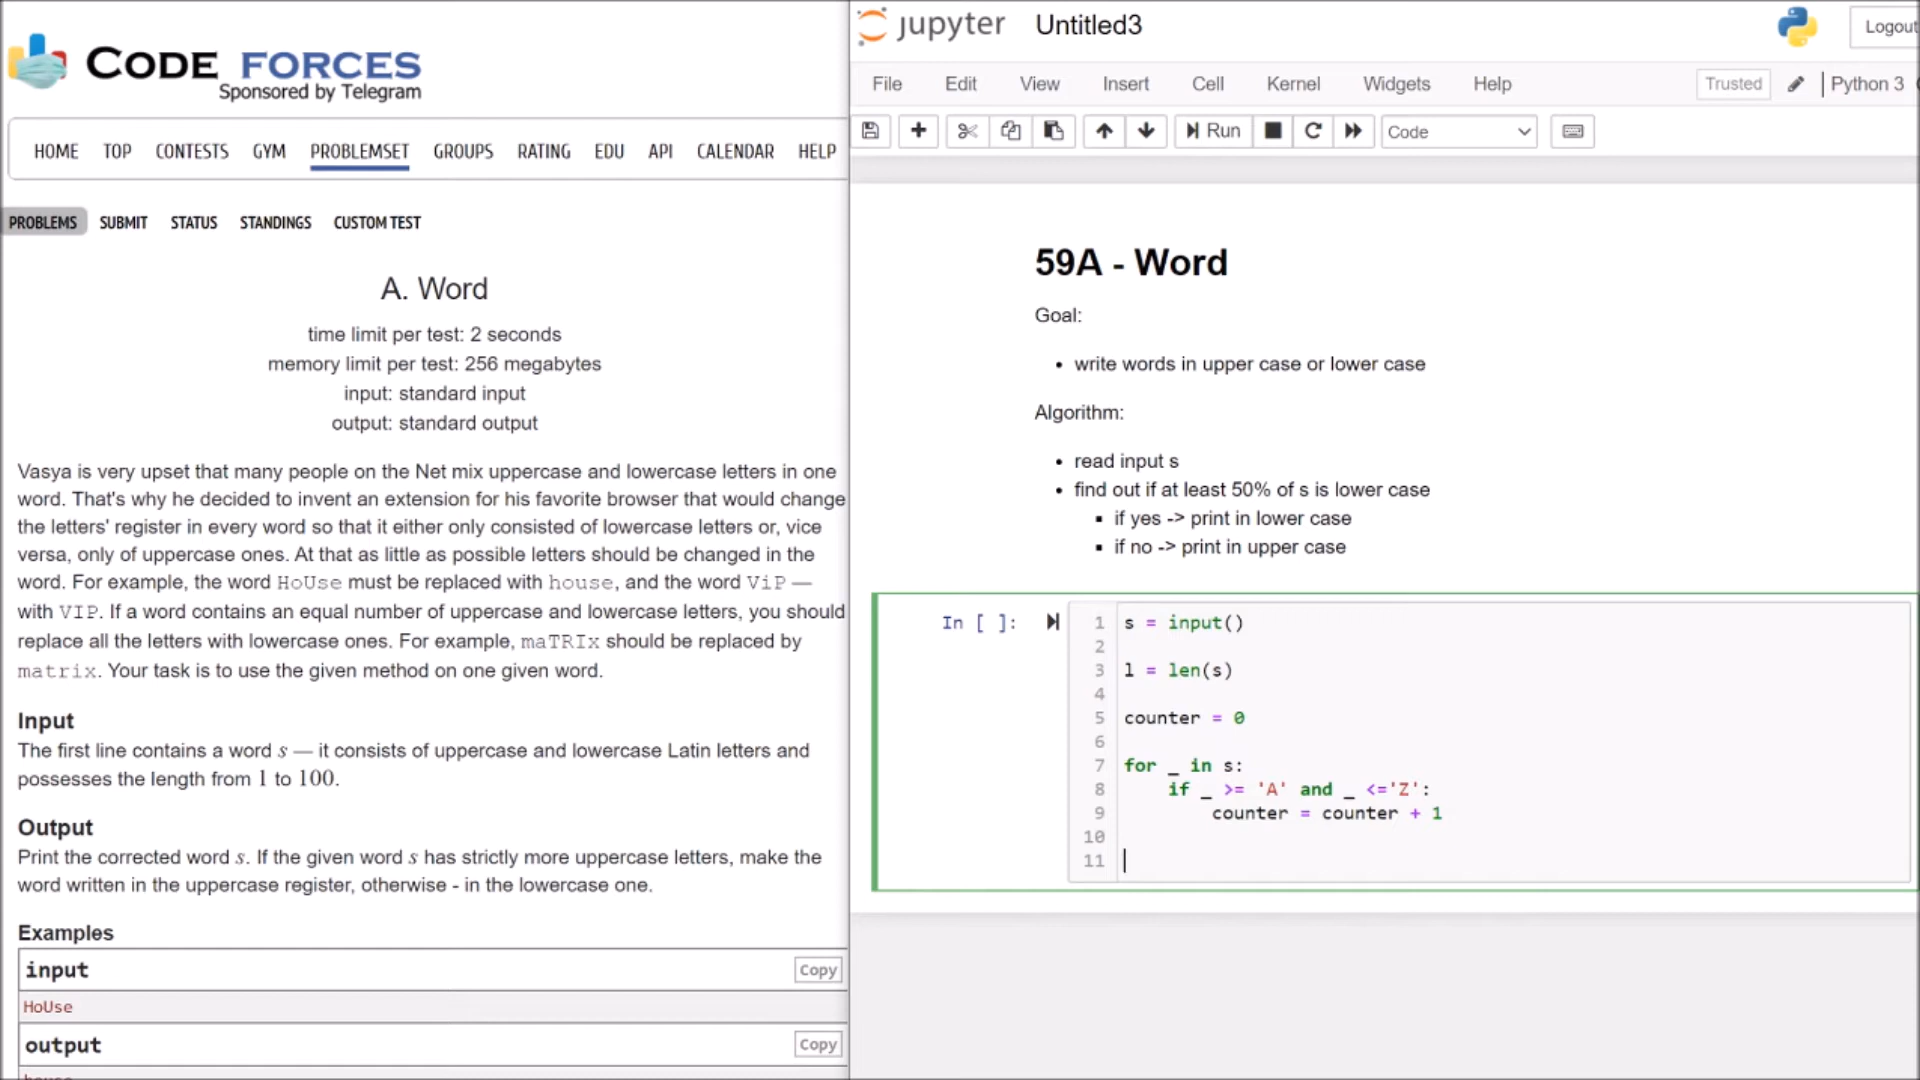 CODE FORCES
Sponsored by Telegram
HOME TOP CONTESTS GYM PROBLEMSET GROUPS RATING EDU API CALENDAR HELP
PROBLEMS SUBMIT STATUS STANDINGS CUSTOM TEST
A. Word
time limit per test: 2 seconds
memory limit per test: 256 megabytes
input: standard input
output: standard output
Vasya is very upset that many people on the Net mix uppercase and lowercase letters in one
word. That's why he decided to invent an extension for his favorite browser that would change
the letters' register in every word so that it either only consisted of lowercase letters or, vice
versa, only of uppercase ones. At that as little as possible letters should be changed in the
word. For example, the word HoUse must be replaced with house, and the word ViP —
with VIP. If a word contains an equal number of uppercase and lowercase letters, you should
replace all the letters with lowercase ones. For example, maTRIx should be replaced by
matrix. Your task is to use the given method on one given word.
Input
The first line contains a word s — it consists of uppercase and lowercase Latin letters and
possesses the length from 1 to 100.
Output
Print the corrected word s. If the given word s has strictly more uppercase letters, make the
word written in the uppercase register, otherwise - in the lowercase one.
Examples
input Copy
HoUse
output Copy
house
jupyter Untitled3 Logout
File Edit View Insert Cell Kernel Widgets Help Trusted Python 3
Run Code
59A - Word
Goal:
• write words in upper case or lower case
Algorithm:
• read input s
• find out if at least 50% of s is lower case
▪ if yes -> print in lower case
▪ if no -> print in upper case
In [ ]: 1 s = input()
2
3 l = len(s)
4
5 counter = 0
6
7 for _ in s:
8 if _ >= 'A' and _ <='Z':
9 counter = counter + 1
10
11